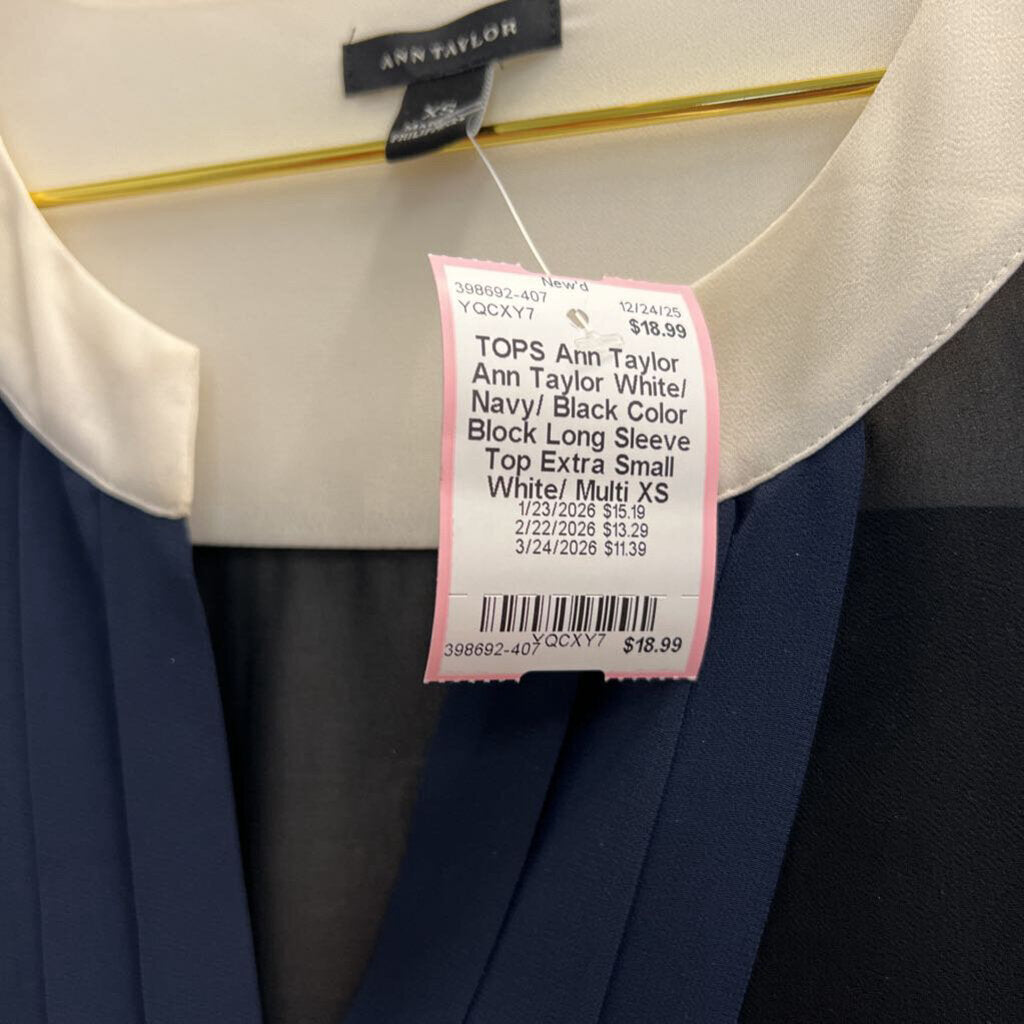 ANN TAYLOR
XS
New'd
398692-407
YQCXY7
12/24/25
$18.99
TOPS Ann Taylor
Ann Taylor White/
Navy/ Black Color
Block Long Sleeve
Top Extra Small
White/ Multi XS
1/23/2026 $15.19
2/22/2026 $13.29
3/24/2026 $11.39
398692-407 YQCXY7 $18.99